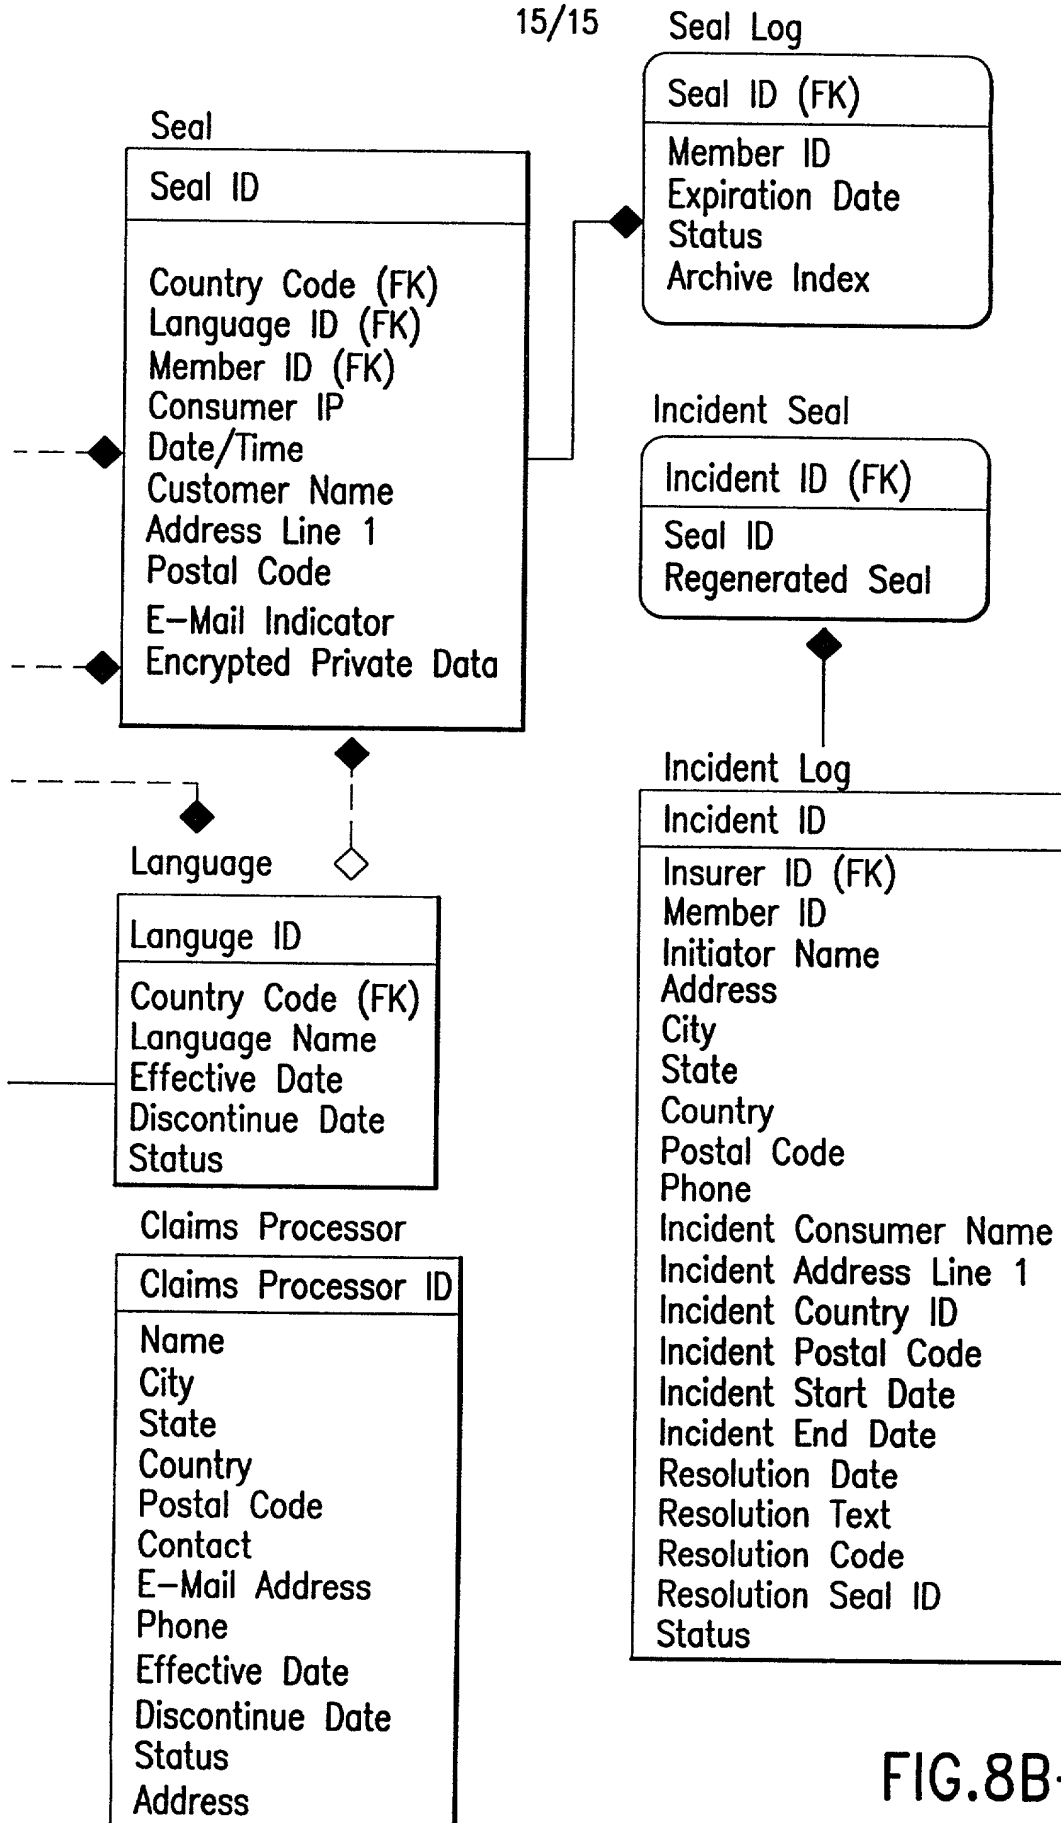 15/15
Seal
Seal ID
Country Code (FK)
Language ID (FK)
Member ID (FK)
Consumer IP
Date/Time
Customer Name
Address Line 1
Postal Code
E-Mail Indicator
Encrypted Private Data
Seal Log
Seal ID (FK)
Member ID
Expiration Date
Status
Archive Index
Incident Seal
Incident ID (FK)
Seal ID
Regenerated Seal
Language
Languge ID
Country Code (FK)
Language Name
Effective Date
Discontinue Date
Status
Claims Processor
Claims Processor ID
Name
City
State
Country
Postal Code
Contact
E-Mail Address
Phone
Effective Date
Discontinue Date
Status
Address
Incident Log
Incident ID
Insurer ID (FK)
Member ID
Initiator Name
Address
City
State
Country
Postal Code
Phone
Incident Consumer Name
Incident Address Line 1
Incident Country ID
Incident Postal Code
Incident Start Date
Incident End Date
Resolution Date
Resolution Text
Resolution Code
Resolution Seal ID
Status
FIG.8B-